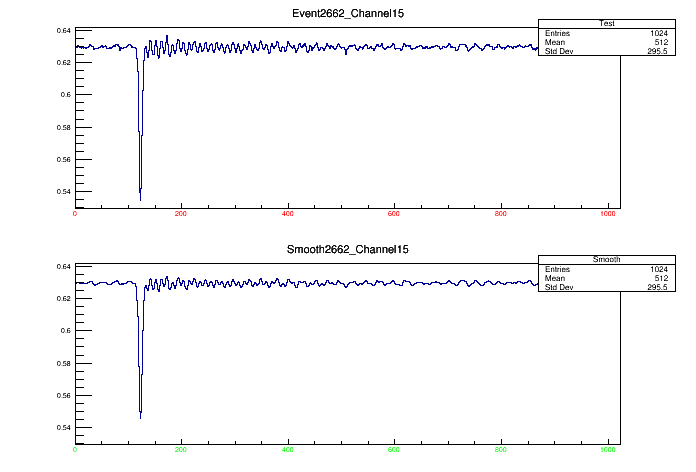 Event2662_Channel15
Test
Entries 1024
Mean 512
Std Dev 295.5
0.64
0.62
0.6
0.58
0.56
0.54
0 200 400 600 800 1000
Smooth2662_Channel15
Smooth
Entries 1024
Mean 512
Std Dev 295.5
0.64
0.62
0.6
0.58
0.56
0.54
0 200 400 600 800 1000